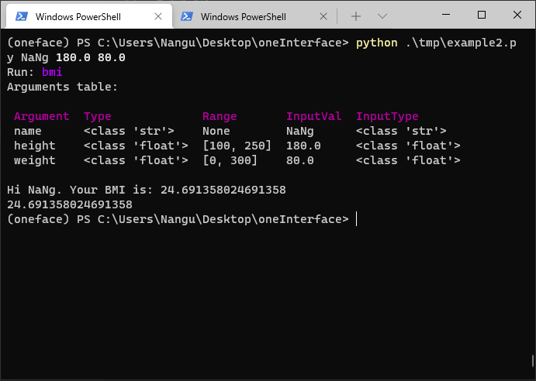 Windows PowerShell
Windows PowerShell
(oneface) PS C:\Users\Nangu\Desktop\oneInterface> python .\tmp\example2.p
y NaNg 180.0 80.0
Run: bmi
Arguments table:
Argument Type Range InputVal InputType
name <class 'str'> None NaNg <class 'str'>
height <class 'float'> [100, 250] 180.0 <class 'float'>
weight <class 'float'> [0, 300] 80.0 <class 'float'>
Hi NaNg. Your BMI is: 24.691358024691358
24.691358024691358
(oneface) PS C:\Users\Nangu\Desktop\oneInterface>